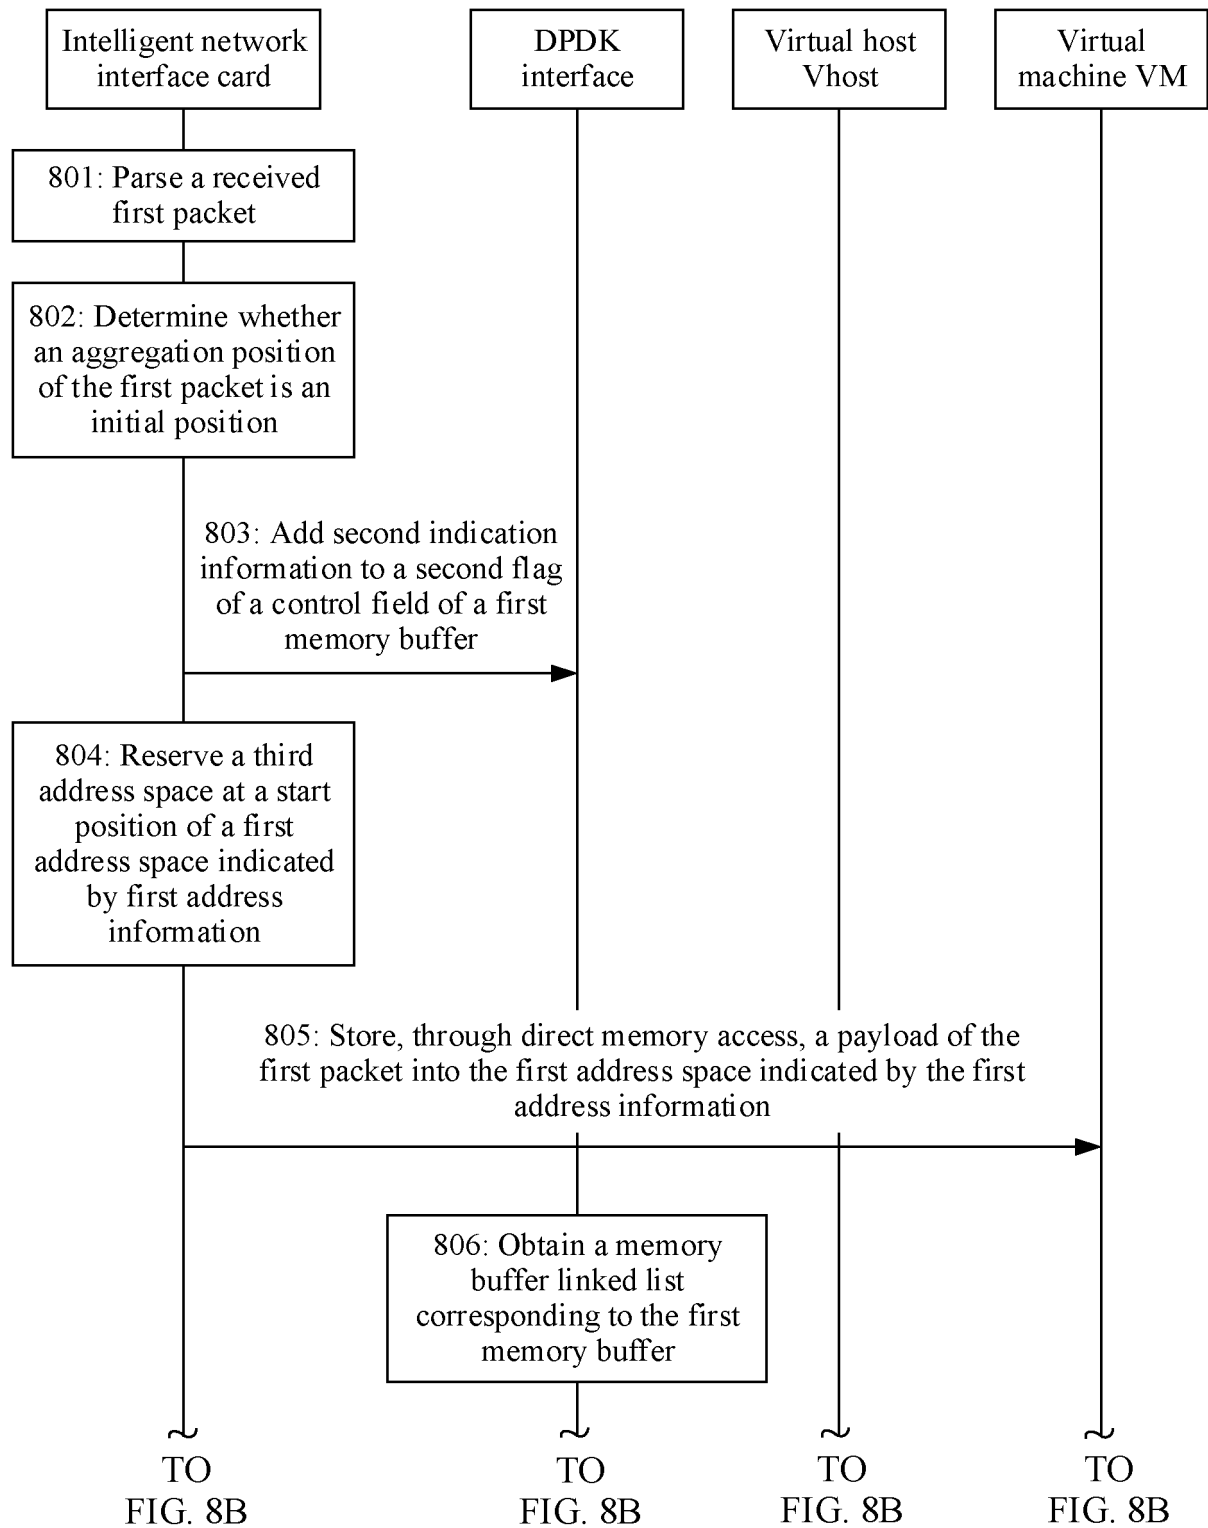 Intelligent network
interface card
DPDK
interface
Virtual host
Vhost
Virtual
machine VM
801: Parse a received
first packet
802: Determine whether
an aggregation position
of the first packet is an
initial position
803: Add second indication
information to a second flag
of a control field of a first
memory buffer
804: Reserve a third
address space at a start
position of a first
address space indicated
by first address
information
805: Store, through direct memory access, a payload of the
first packet into the first address space indicated by the first
address information
806: Obtain a memory
buffer linked list
corresponding to the first
memory buffer
TO
FIG. 8B
TO
FIG. 8B
TO
FIG. 8B
TO
FIG. 8B